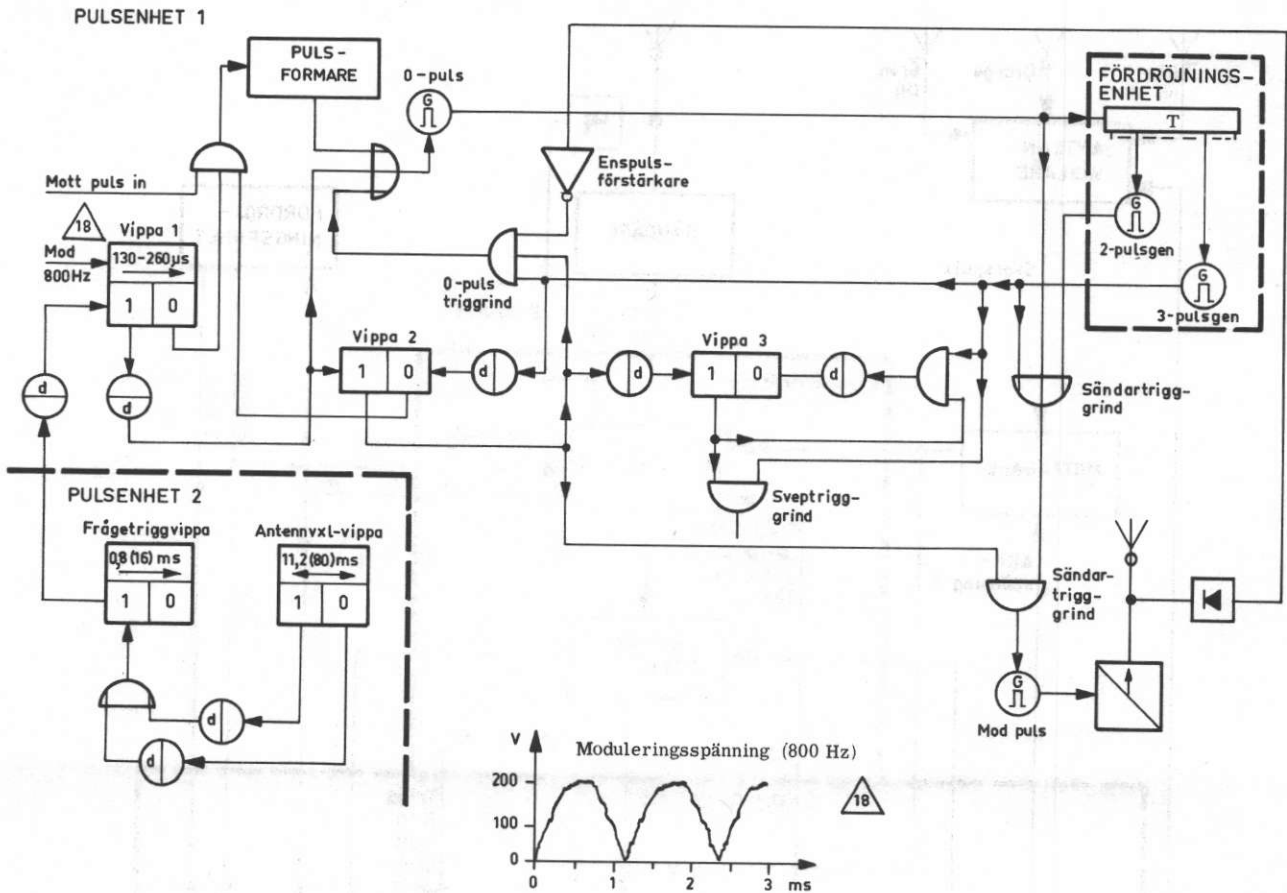 PULSENHET 1
PULS-
FORMARE
0-puls
G
FÖRDRÖJNINGS-
ENHET
T
G
2-pulsgen
G
3-pulsgen
Enspuls-
förstärkare
Mott puls in
18
Vippa 1
Mod
800Hz
130-260µs
1 0
0-puls
triggrind
Vippa 2
1 0
d
d
Vippa 3
1 0
d
Sändartrigg-
grind
d
d
Sveptrigg-
grind
PULSENHET 2
Frågetriggvippa
0,8 (16) ms
1 0
Antennvxl-vippa
11,2(80)ms
1 0
d
d
Sändar-
trigg-
grind
G
Mod puls
V
Moduleringsspänning (800 Hz)
18
200
100
0
0 1 2 3 ms